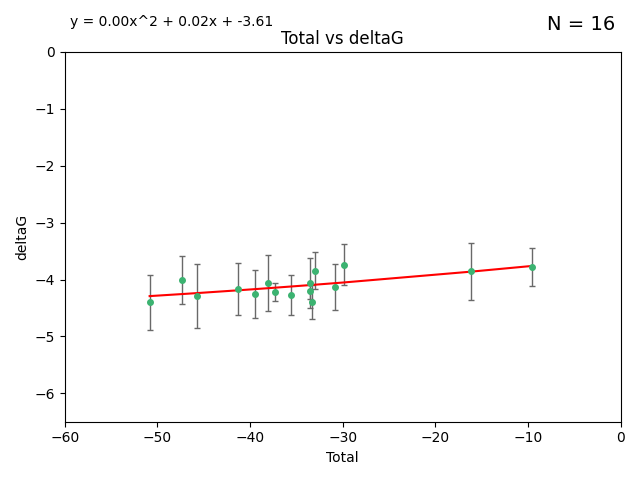 y = 0.00x^2 + 0.02x + -3.61
N = 16
Total vs deltaG
0
−1
−2
−3
−4
−5
−6
deltaG
−60 −50 −40 −30 −20 −10 0
Total